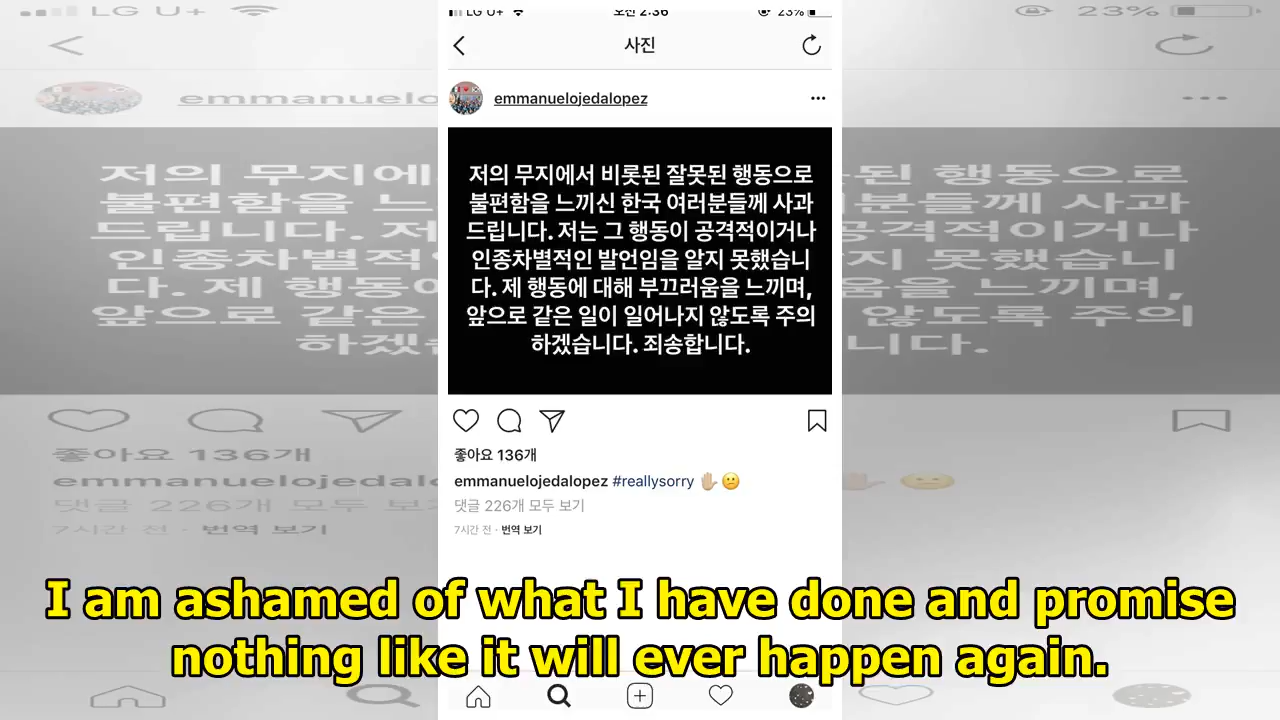 LG U+ 오전 2:36 23%
사진
emmanuelojedalopez
저의 무지에서 비롯된 잘못된 행동으로
불편함을 느끼신 한국 여러분들께 사과
드립니다. 저는 그 행동이 공격적이거나
인종차별적인 발언임을 알지 못했습니
다. 제 행동에 대해 부끄러움을 느끼며,
앞으로 같은 일이 일어나지 않도록 주의
하겠습니다. 죄송합니다.
좋아요 136개
emmanuelojedalopez #reallysorry ✋🏼😕
댓글 226개 모두 보기
7시간 전 · 번역 보기
I am ashamed of what I have done and promise
nothing like it will ever happen again.